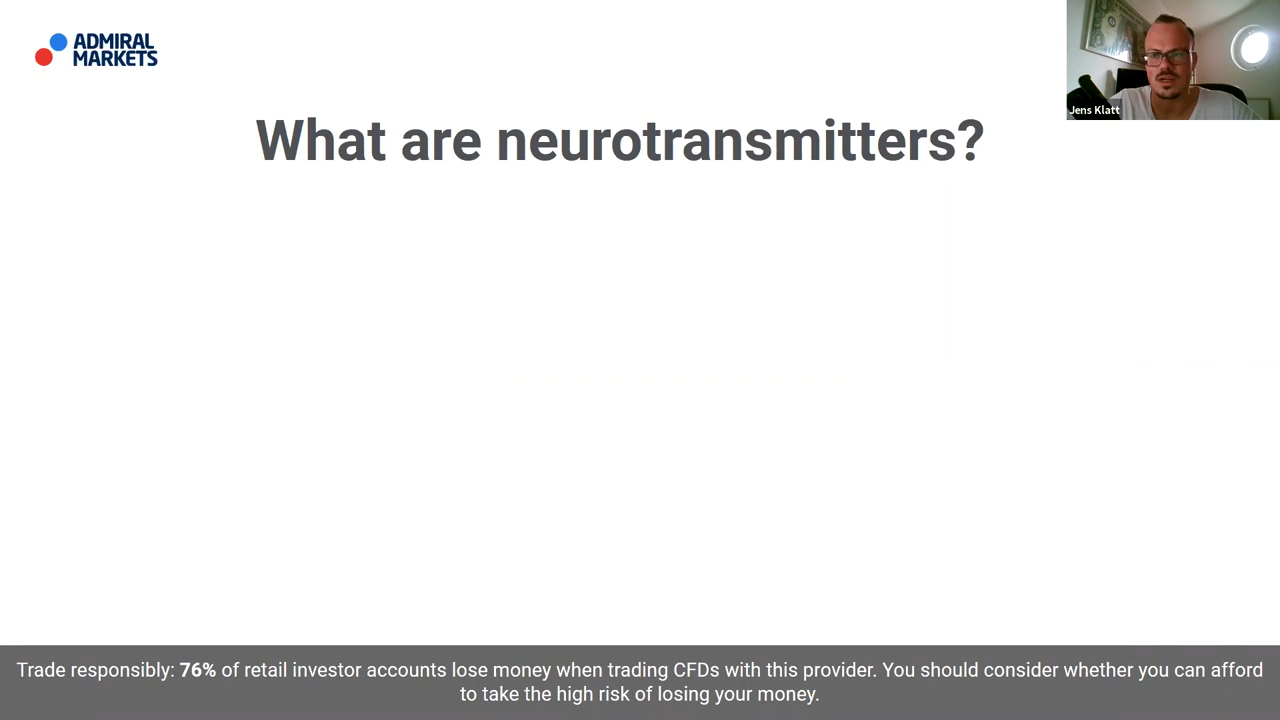 ADMIRAL
MARKETS
Jens Klatt
What are neurotransmitters?
Trade responsibly: 76% of retail investor accounts lose money when trading CFDs with this provider. You should consider whether you can afford
to take the high risk of losing your money.